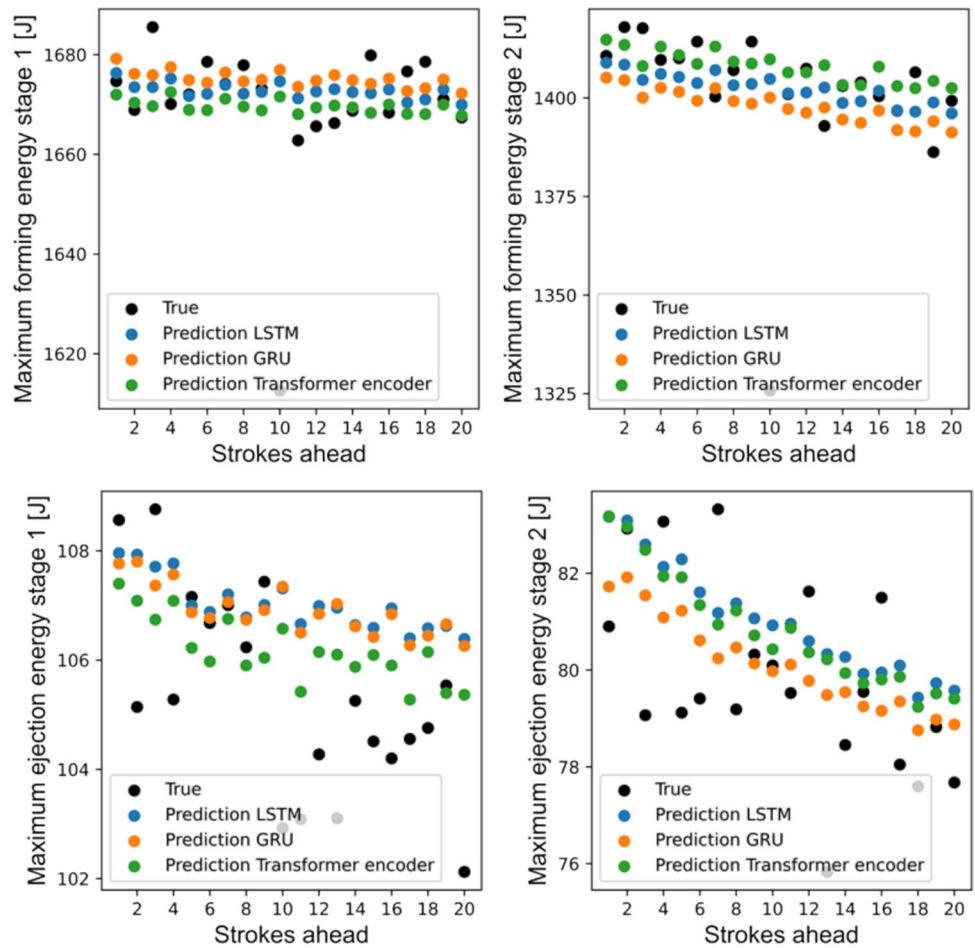 Maximum forming energy stage 1 [J]
1680
1660
1640
1620
True
Prediction LSTM
Prediction GRU
Prediction Transformer encoder
2 4 6 8 10 12 14 16 18 20
Strokes ahead
Maximum forming energy stage 2 [J]
1400
1375
1350
1325
True
Prediction LSTM
Prediction GRU
Prediction Transformer encoder
2 4 6 8 10 12 14 16 18 20
Strokes ahead
Maximum ejection energy stage 1 [J]
108
106
104
102
True
Prediction LSTM
Prediction GRU
Prediction Transformer encoder
2 4 6 8 10 12 14 16 18 20
Strokes ahead
Maximum ejection energy stage 2 [J]
82
80
78
76
True
Prediction LSTM
Prediction GRU
Prediction Transformer encoder
2 4 6 8 10 12 14 16 18 20
Strokes ahead